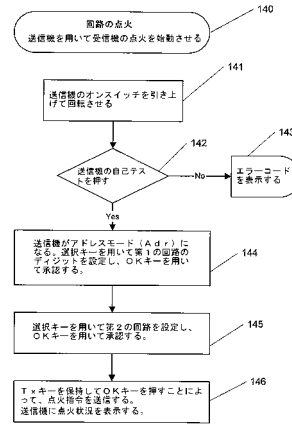 回路の点火
送信機を用いて受信機の点火を始動させる
140
送信機のオンスイッチを引き上
げて回転させる
141
送信機の自己テス
トを押す
142
No
エラーコード
を表示する
143
Yes
送信機がアドレスモード（Adr）に
なる。選択キーを用いて第1の回路の
ディジットを設定し、OKキーを用い
て承認する。
144
選択キーを用いて第2の回路を設定し、
OKキーを用いて承認する。
145
Txキーを保持してOKキーを押すことによ
って、点火指令を送信する。
送信機に点火状況を表示する。
146